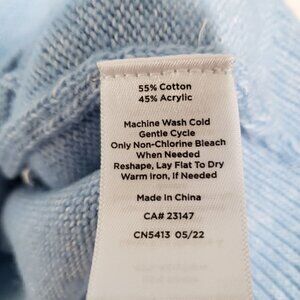 55% Cotton
45% Acrylic
Machine Wash Cold
Gentle Cycle
Only Non-Chlorine Bleach
When Needed
Reshape, Lay Flat To Dry
Warm Iron, If Needed
Made in China
CA# 23147
CN5413 05/22